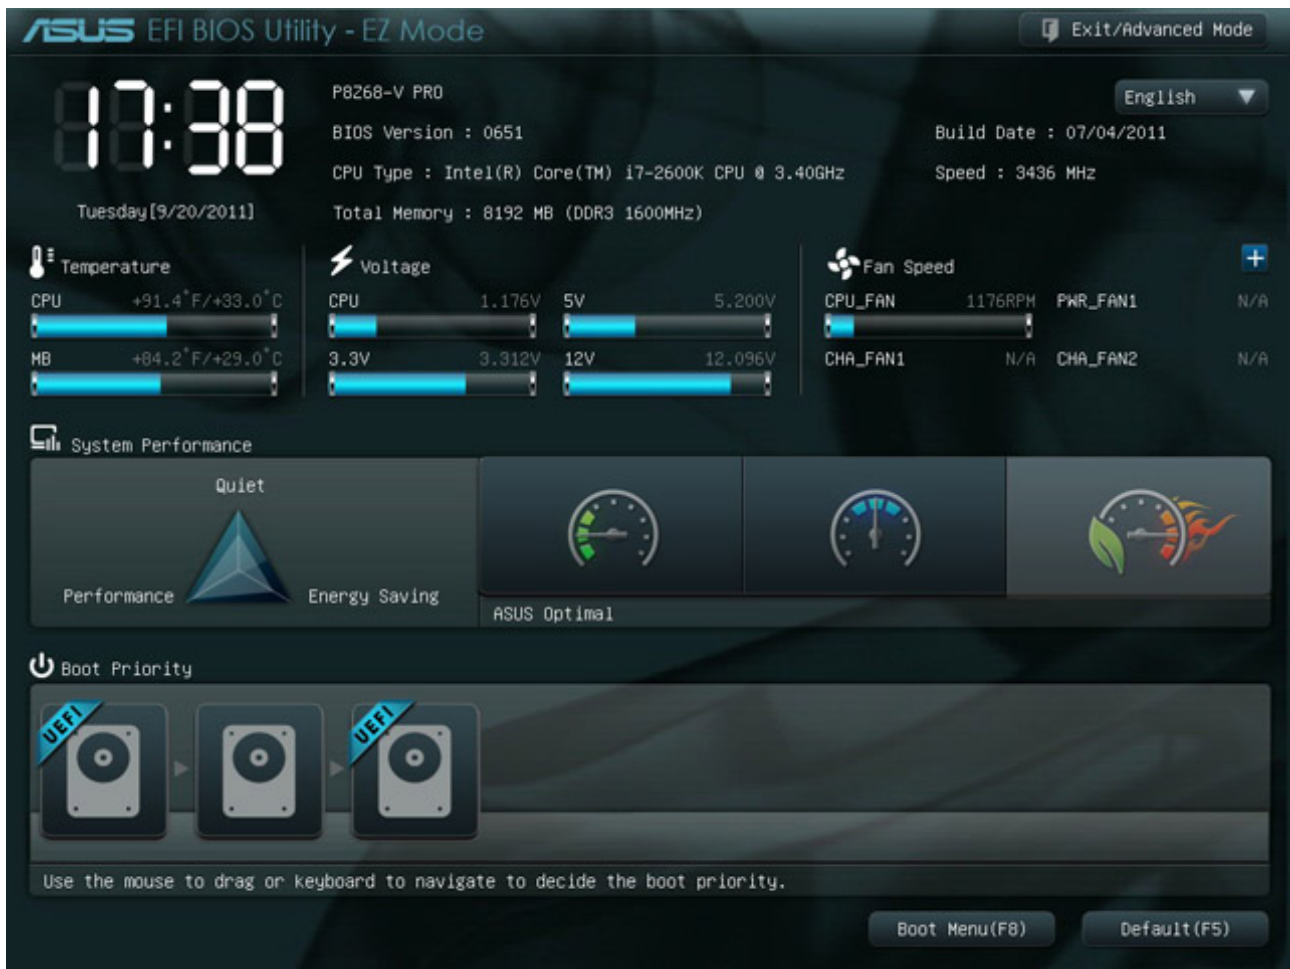 ASUS EFI BIOS Utility - EZ Mode
Exit/Advanced Mode
17:38
Tuesday[9/20/2011]
P8Z68-V PRO
English
BIOS Version : 0651
Build Date : 07/04/2011
CPU Type : Intel(R) Core(TM) i7-2600K CPU @ 3.40GHz
Speed : 3436 MHz
Total Memory : 8192 MB (DDR3 1600MHz)
Temperature
CPU +91.4°F/+33.0°C
MB +84.2°F/+29.0°C
Voltage
CPU 1.176V 5V 5.200V
3.3V 3.312V 12V 12.096V
Fan Speed
CPU_FAN 1176RPM PWR_FAN1 N/A
CHA_FAN1 N/A CHA_FAN2 N/A
System Performance
Quiet
Performance
Energy Saving
ASUS Optimal
Boot Priority
UEFI
UEFI
Use the mouse to drag or keyboard to navigate to decide the boot priority.
Boot Menu(F8)
Default(F5)